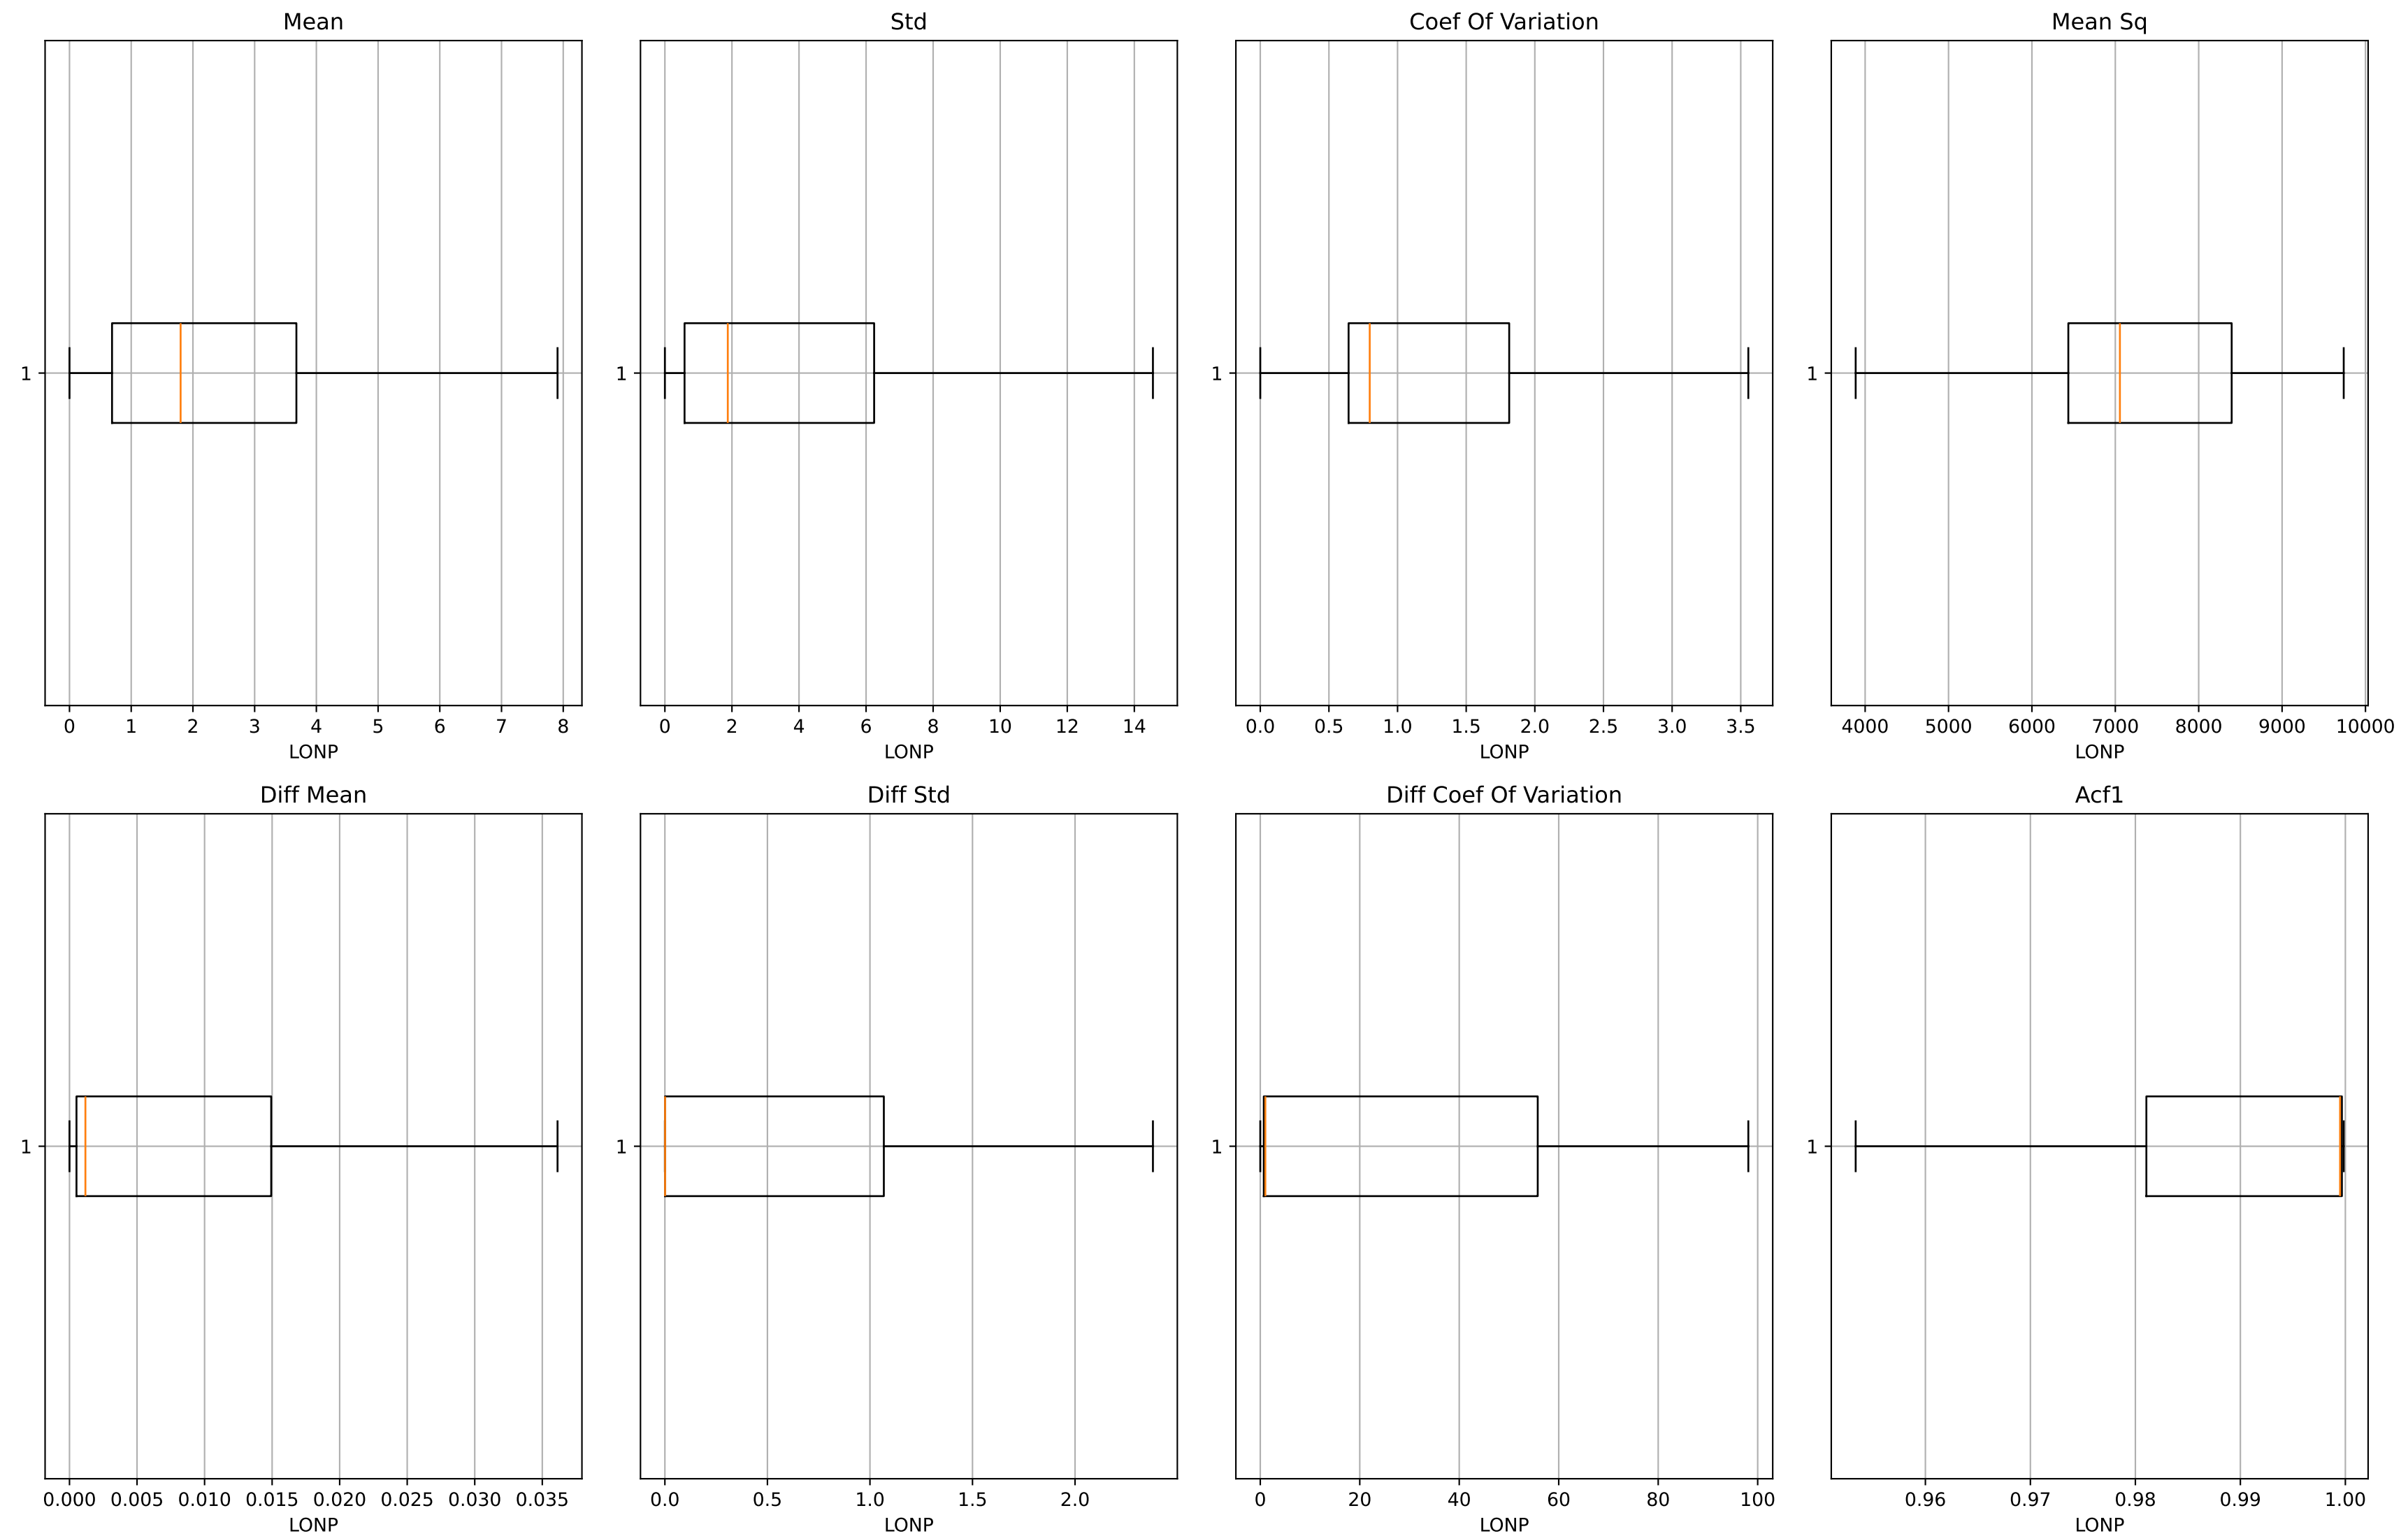 Mean
1
0 1 2 3 4 5 6 7 8
LONP
Std
1
0 2 4 6 8 10 12 14
LONP
Coef Of Variation
1
0.0 0.5 1.0 1.5 2.0 2.5 3.0 3.5
LONP
Mean Sq
1
4000 5000 6000 7000 8000 9000 10000
LONP
Diff Mean
1
0.000 0.005 0.010 0.015 0.020 0.025 0.030 0.035
LONP
Diff Std
1
0.0 0.5 1.0 1.5 2.0
LONP
Diff Coef Of Variation
1
0 20 40 60 80 100
LONP
Acf1
1
0.96 0.97 0.98 0.99 1.00
LONP